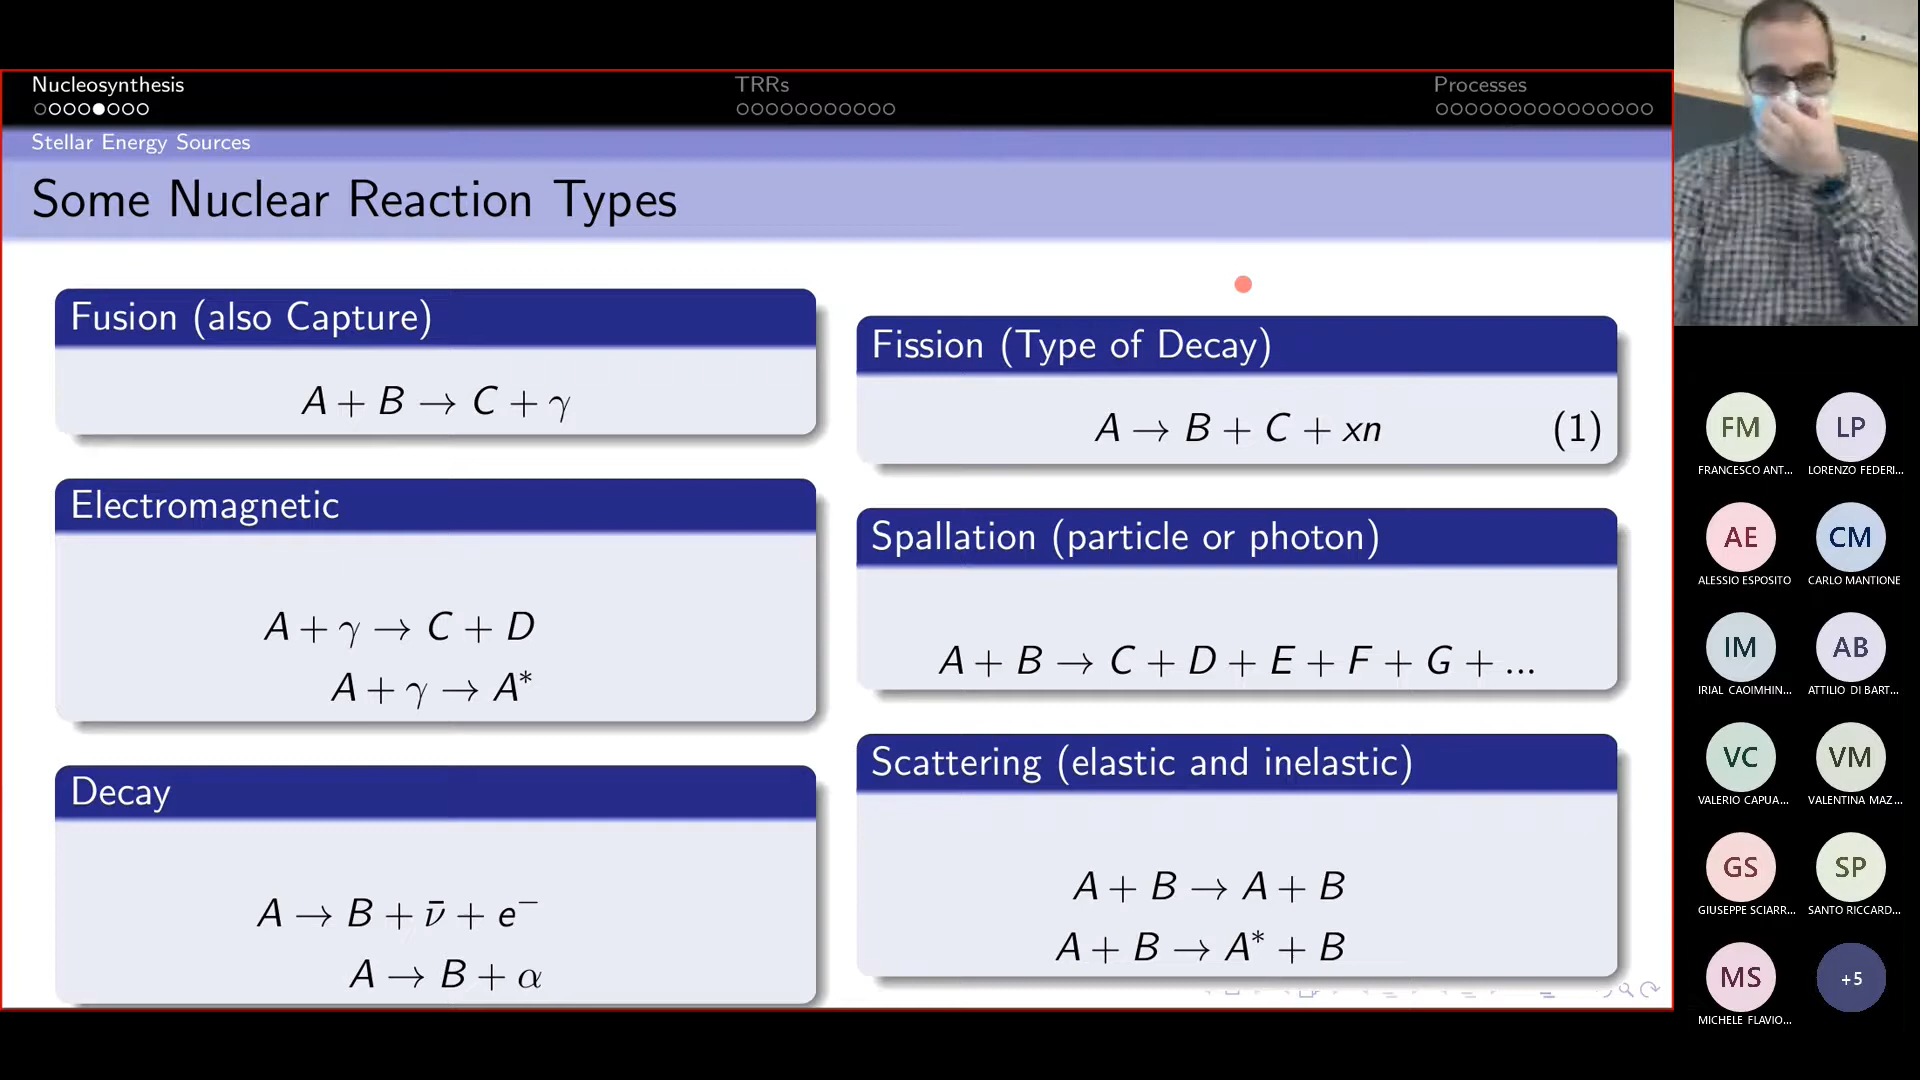 Nucleosynthesis
TRRs
Processes
Stellar Energy Sources
Some Nuclear Reaction Types
Fusion (also Capture)
A + B → C + γ
Electromagnetic
A + γ → C + D
A + γ → A*
Decay
A → B + ν̄ + e⁻
A → B + α
Fission (Type of Decay)
A → B + C + xn (1)
Spallation (particle or photon)
A + B → C + D + E + F + G + ...
Scattering (elastic and inelastic)
A + B → A + B
A + B → A* + B
FM
FRANCESCO ANT...
LP
LORENZO FEDERI...
AE
ALESSIO ESPOSITO
CM
CARLO MANTIONE
IM
IRIAL CAOIMHIN...
AB
ATTILIO DI BART...
VC
VALERIO CAPUA...
VM
VALENTINA MAZ...
GS
GIUSEPPE SCIARR...
SP
SANTO RICCARD...
MS
MICHELE FLAVIO...
+5